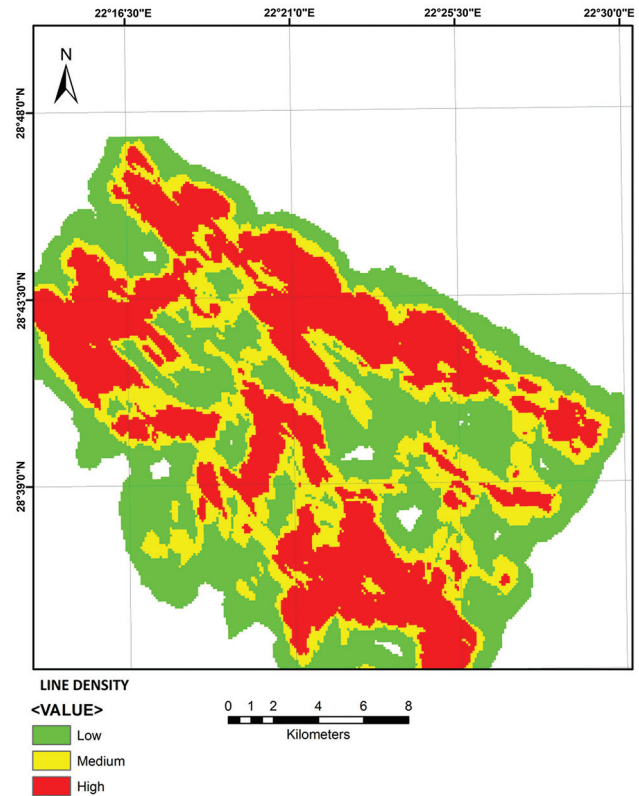 22°16'30"E 22°21'0"E 22°25'30"E 22°30'0"E
N
28°48'0"N
28°43'30"N
28°39'0"N
LINE DENSITY
<VALUE>
Low
Medium
High
0 1 2 4 6 8
Kilometers